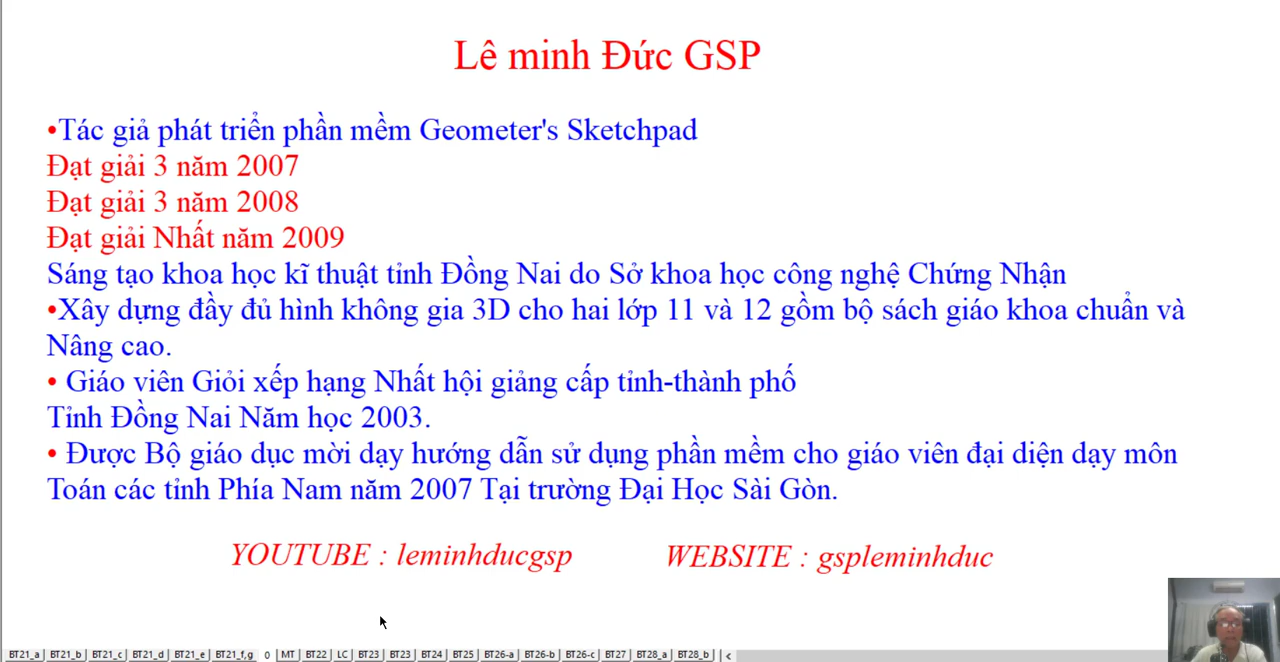 Lê minh Đức GSP
•Tác giả phát triển phần mềm Geometer's Sketchpad
Đạt giải 3 năm 2007
Đạt giải 3 năm 2008
Đạt giải Nhất năm 2009
Sáng tạo khoa học kĩ thuật tỉnh Đồng Nai do Sở khoa học công nghệ Chứng Nhận
•Xây dựng đầy đủ hình không gia 3D cho hai lớp 11 và 12 gồm bộ sách giáo khoa chuẩn và
Nâng cao.
• Giáo viên Giỏi xếp hạng Nhất hội giảng cấp tỉnh-thành phố
Tỉnh Đồng Nai Năm học 2003.
• Được Bộ giáo dục mời dạy hướng dẫn sử dụng phần mềm cho giáo viên đại diện dạy môn
Toán các tỉnh Phía Nam năm 2007 Tại trường Đại Học Sài Gòn.
YOUTUBE : leminhducgsp WEBSITE : gspleminhduc
BT21_a BT21_b BT21_c BT21_d BT21_e BT21_f,g 0 MT BT22 LC BT23 BT23 BT24 BT25 BT26-a BT26-b BT26-c BT27 BT28_a BT28_b <